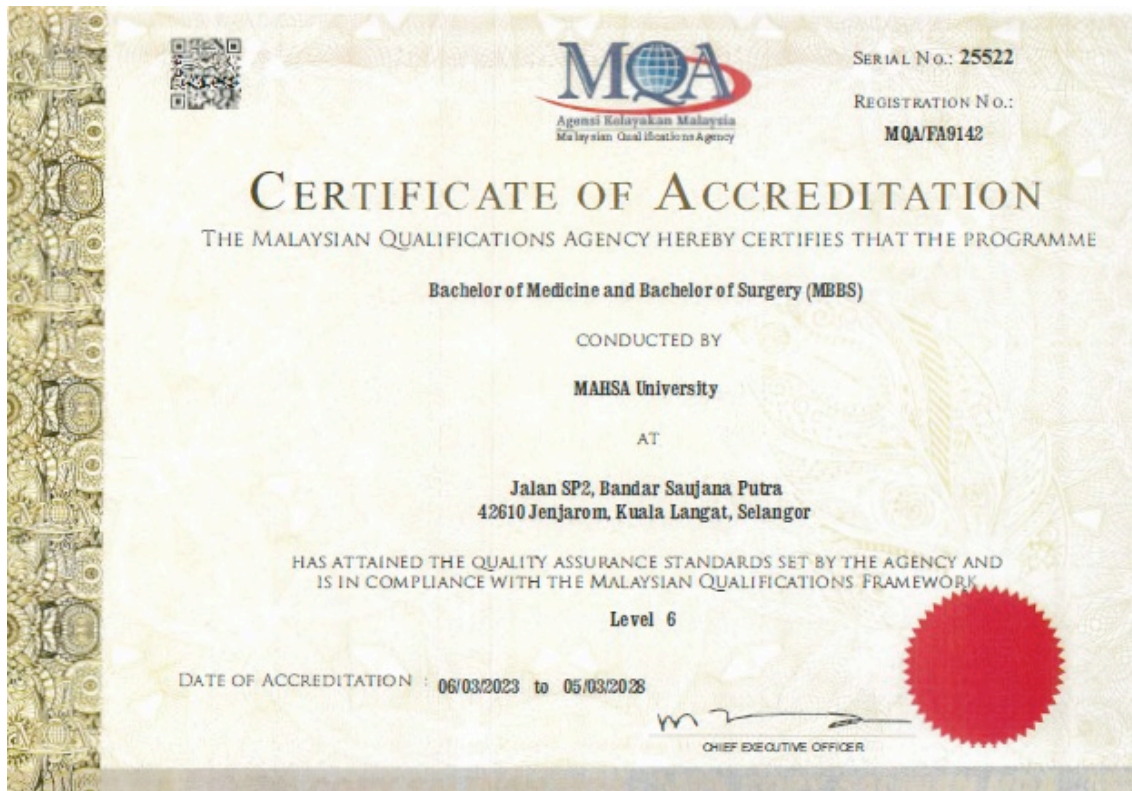 MQA
Agensi Kelayakan Malaysia
Malaysian Qualifications Agency
SERIAL NO.: 25522
REGISTRATION NO.:
MQA/FA9142
CERTIFICATE OF ACCREDITATION
THE MALAYSIAN QUALIFICATIONS AGENCY HEREBY CERTIFIES THAT THE PROGRAMME
Bachelor of Medicine and Bachelor of Surgery (MBBS)
CONDUCTED BY
MAHSA University
AT
Jalan SP2, Bandar Saujana Putra
42610 Jenjarom, Kuala Langat, Selangor
HAS ATTAINED THE QUALITY ASSURANCE STANDARDS SET BY THE AGENCY AND
IS IN COMPLIANCE WITH THE MALAYSIAN QUALIFICATIONS FRAMEWORK
Level 6
DATE OF ACCREDITATION : 06/03/2023 to 05/03/2028
CHIEF EXECUTIVE OFFICER